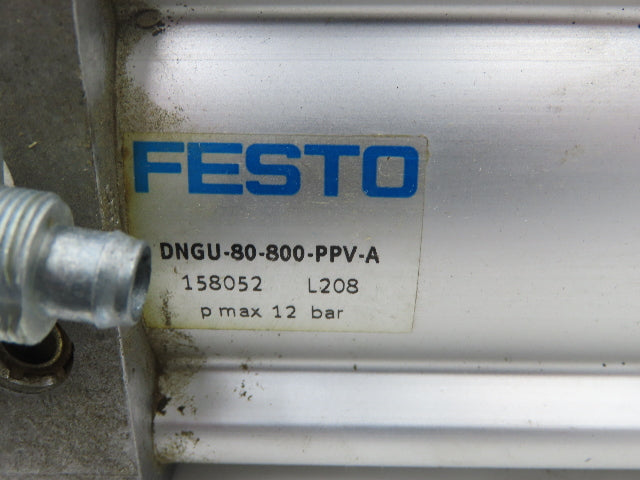 FESTO
DNGU-80-800-PPV-A
158052 L208
p max 12 bar